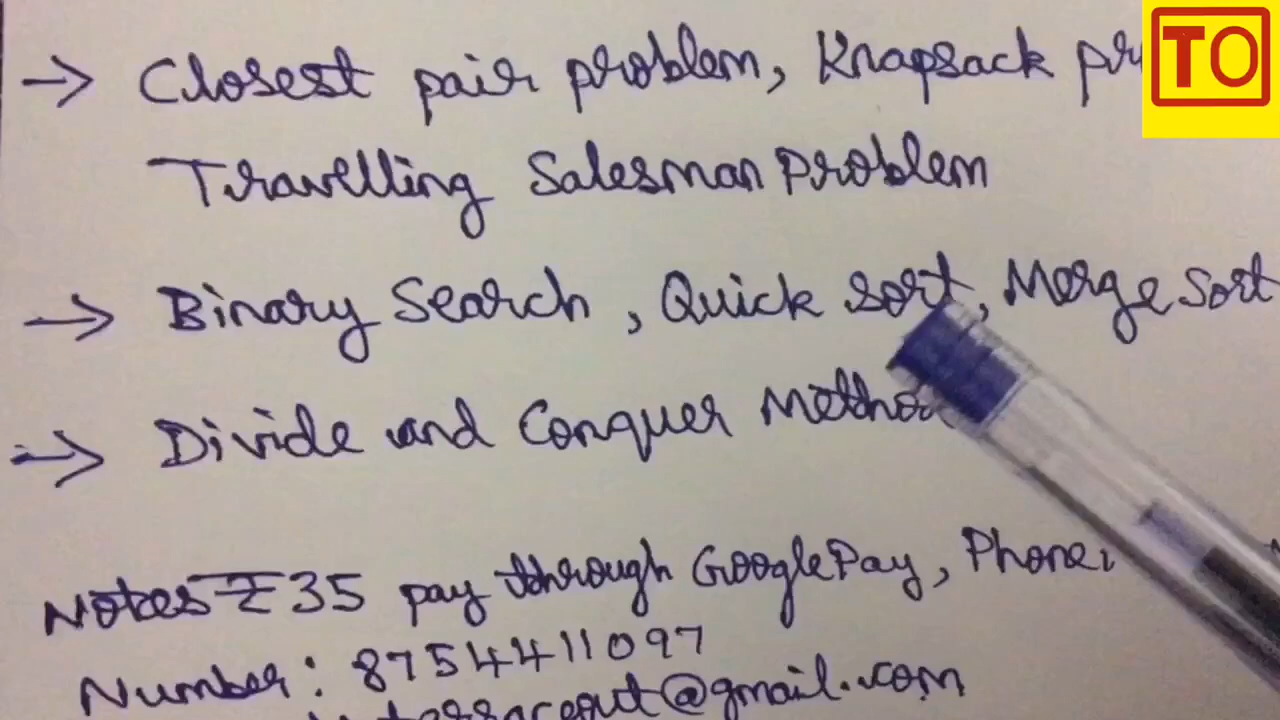 TO
→ Closest pair problem, Knapsack pr
Travelling Salesman Problem
→ Binary Search, Quick sort, Merge Sort
→ Divide and Conquer Metho
Notes ₹35 pay through GooglePay, Phone
Number: 8754411097
@gmail.com